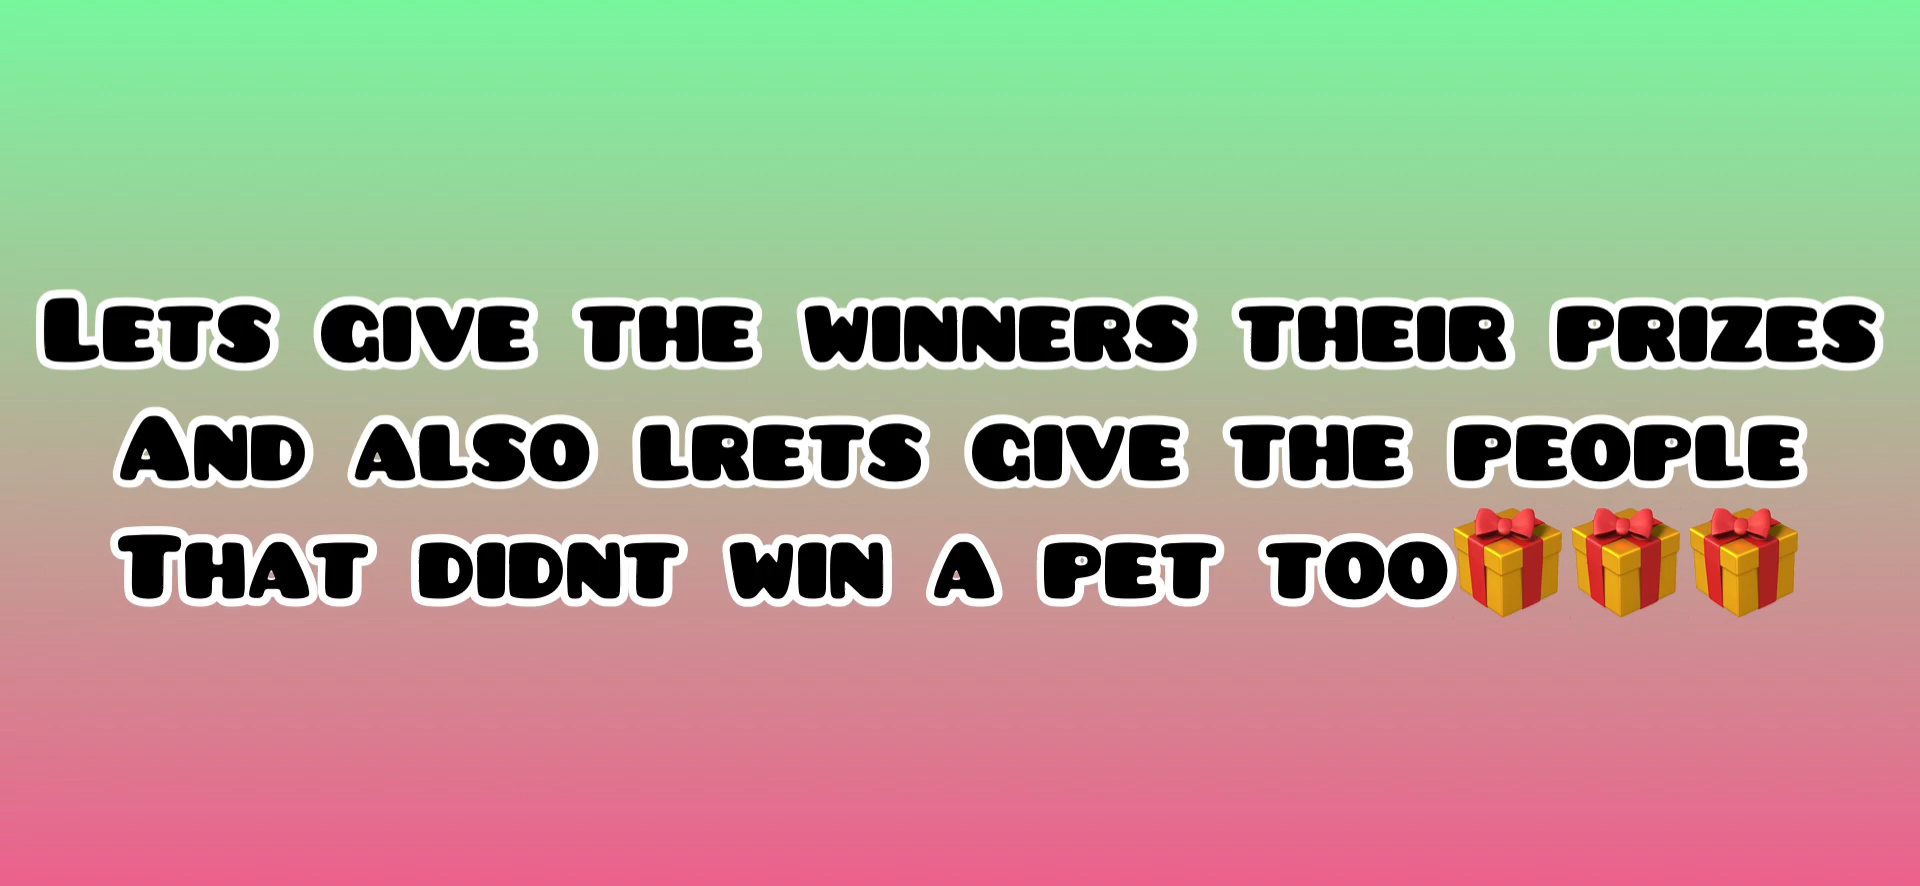 Lets give the winners their prizes
And also lrets give the people
That didnt win a pet too🎁🎁🎁